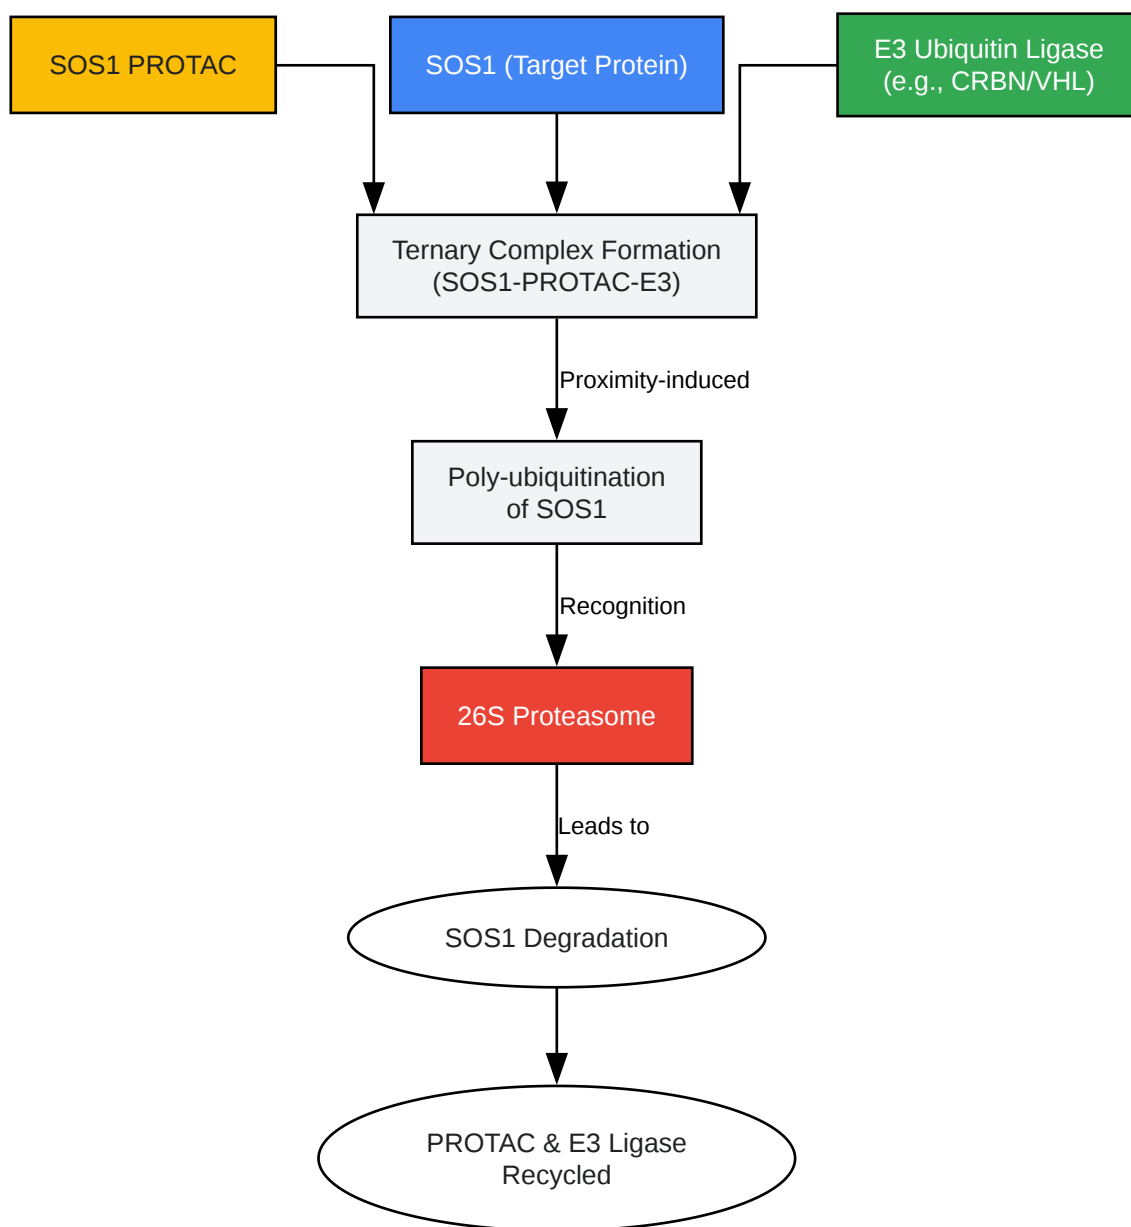 SOS1 PROTAC
SOS1 (Target Protein)
E3 Ubiquitin Ligase
(e.g., CRBN/VHL)
Ternary Complex Formation
(SOS1-PROTAC-E3)
Proximity-induced
Poly-ubiquitination
of SOS1
Recognition
26S Proteasome
Leads to
SOS1 Degradation
PROTAC & E3 Ligase
Recycled